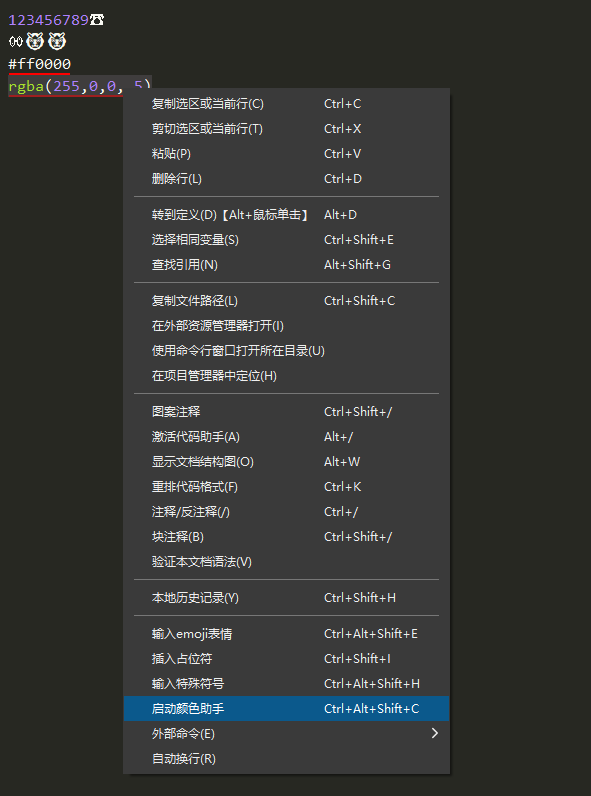 123456789☎
👀🐯🐯
#ff0000
rgba(255,0,0,.5)
复制选区或当前行(C) Ctrl+C
剪切选区或当前行(T) Ctrl+X
粘贴(P) Ctrl+V
删除行(L) Ctrl+D
转到定义(D)【Alt+鼠标单击】 Alt+D
选择相同变量(S) Ctrl+Shift+E
查找引用(N) Alt+Shift+G
复制文件路径(L) Ctrl+Shift+C
在外部资源管理器打开(I)
使用命令行窗口打开所在目录(U)
在项目管理器中定位(H)
图案注释 Ctrl+Shift+/
激活代码助手(A) Alt+/
显示文档结构图(O) Alt+W
重排代码格式(F) Ctrl+K
注释/反注释(/) Ctrl+/
块注释(B) Ctrl+Shift+/
验证本文档语法(V)
本地历史记录(Y) Ctrl+Shift+H
输入emoji表情 Ctrl+Alt+Shift+E
插入占位符 Ctrl+Shift+I
输入特殊符号 Ctrl+Alt+Shift+H
启动颜色助手 Ctrl+Alt+Shift+C
外部命令(E)
自动换行(R)